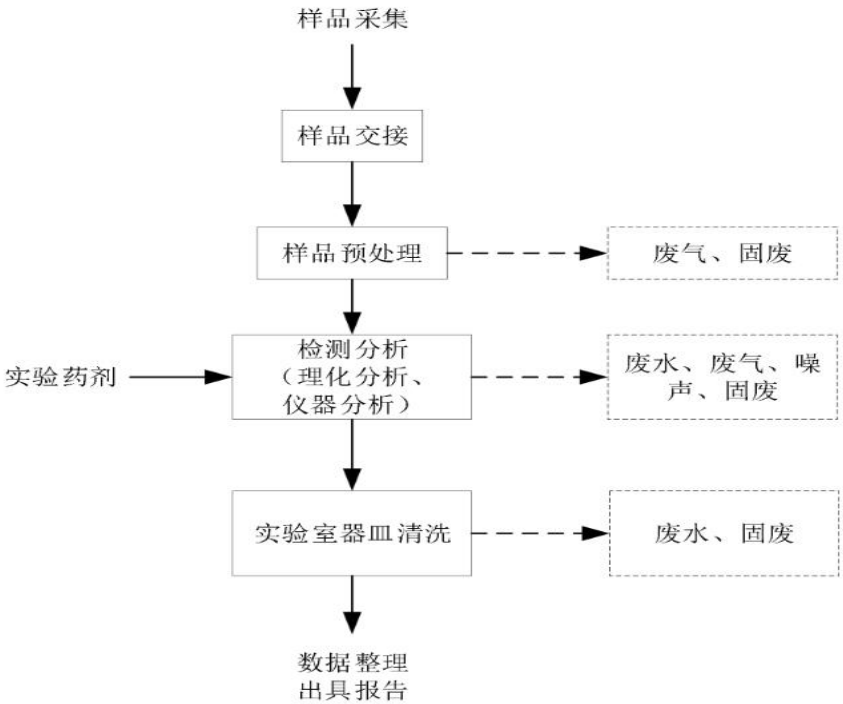 样品采集
样品交接
样品预处理
废气、固废
实验药剂
检测分析
（理化分析、
仪器分析）
废水、废气、噪
声、固废
实验室器皿清洗
废水、固废
数据整理
出具报告